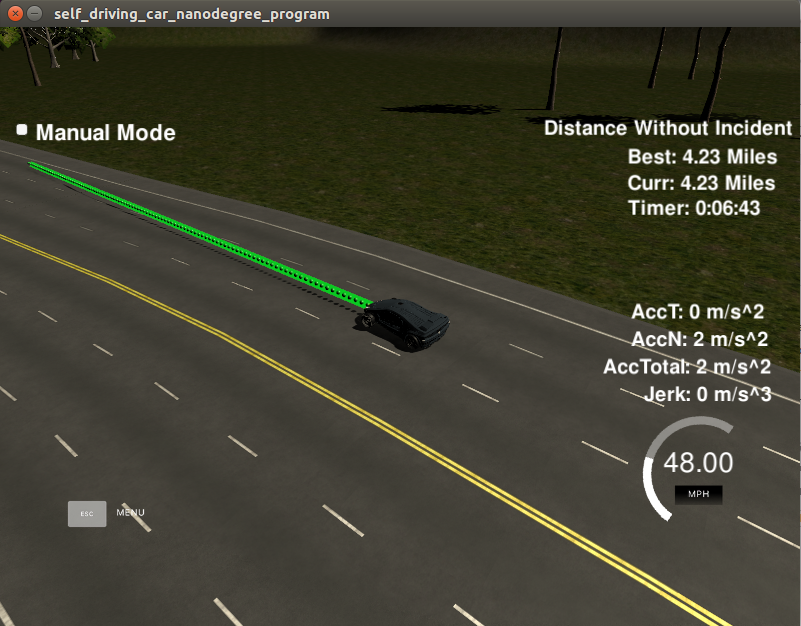 self_driving_car_nanodegree_program
Manual Mode
Distance Without Incident
Best: 4.23 Miles
Curr: 4.23 Miles
Timer: 0:06:43
AccT: 0 m/s^2
AccN: 2 m/s^2
AccTotal: 2 m/s^2
Jerk: 0 m/s^3
48.00
MPH
ESC
MENU